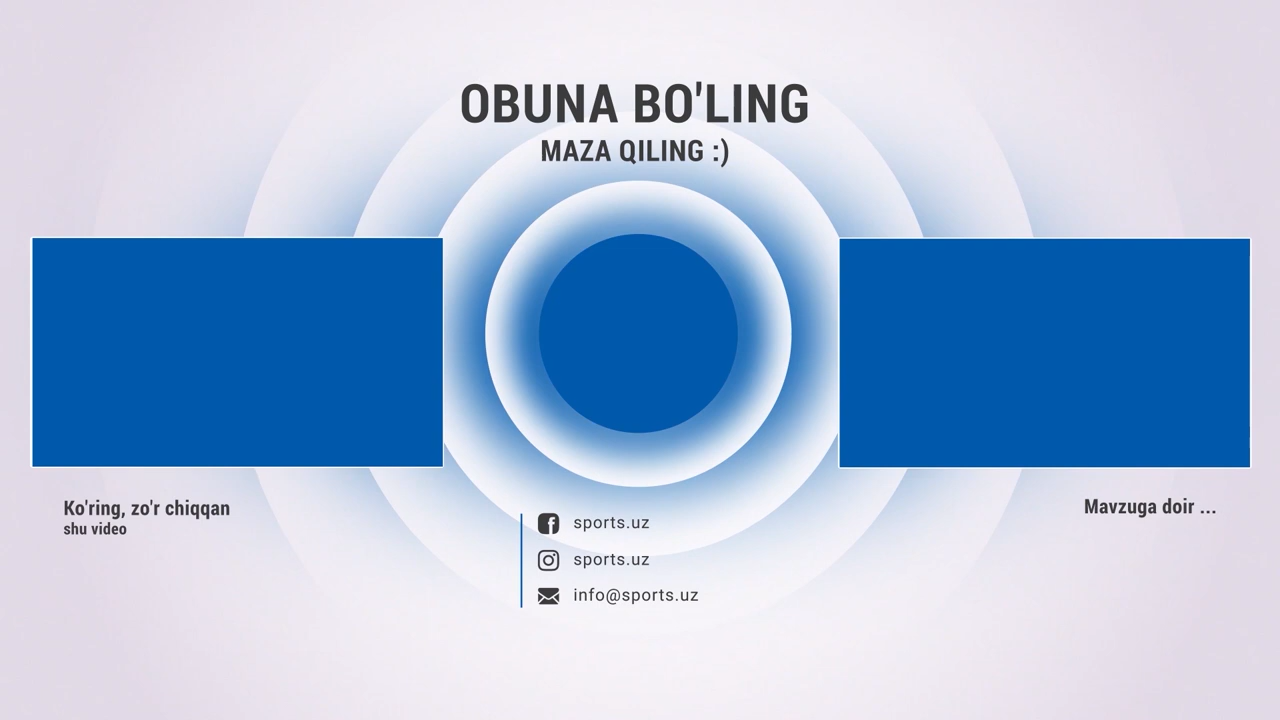 OBUNA BO'LING
MAZA QILING :)
Ko'ring, zo'r chiqqan
shu video
Mavzuga doir ...
sports.uz
sports.uz
info@sports.uz